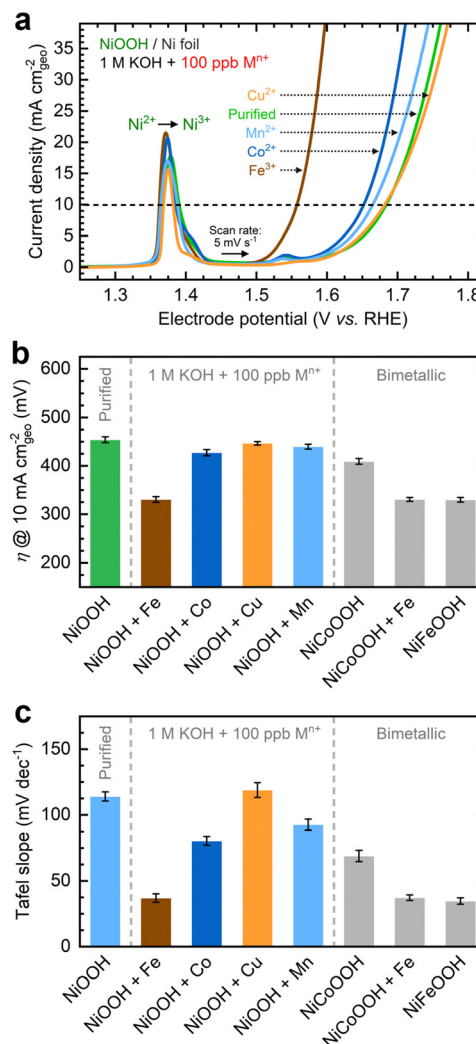 a
NiOOH / Ni foil
1 M KOH + 100 ppb Mⁿ⁺
Ni²⁺ → Ni³⁺
Cu²⁺
Purified
Mn²⁺
Co²⁺
Fe³⁺
Scan rate:
5 mV s⁻¹
Current density (mA cm⁻²geo)
35
30
25
20
15
10
5
0
1.3
1.4
1.5
1.6
1.7
1.8
Electrode potential (V vs. RHE)
b
Purified
1 M KOH + 100 ppb Mⁿ⁺
Bimetallic
η @ 10 mA cm⁻²geo (mV)
600
500
400
300
200
NiOOH
NiOOH + Fe
NiOOH + Co
NiOOH + Cu
NiOOH + Mn
NiCoOOH
NiCoOOH + Fe
NiFeOOH
c
Purified
1 M KOH + 100 ppb Mⁿ⁺
Bimetallic
Tafel slope (mV dec⁻¹)
150
100
50
0
NiOOH
NiOOH + Fe
NiOOH + Co
NiOOH + Cu
NiOOH + Mn
NiCoOOH
NiCoOOH + Fe
NiFeOOH